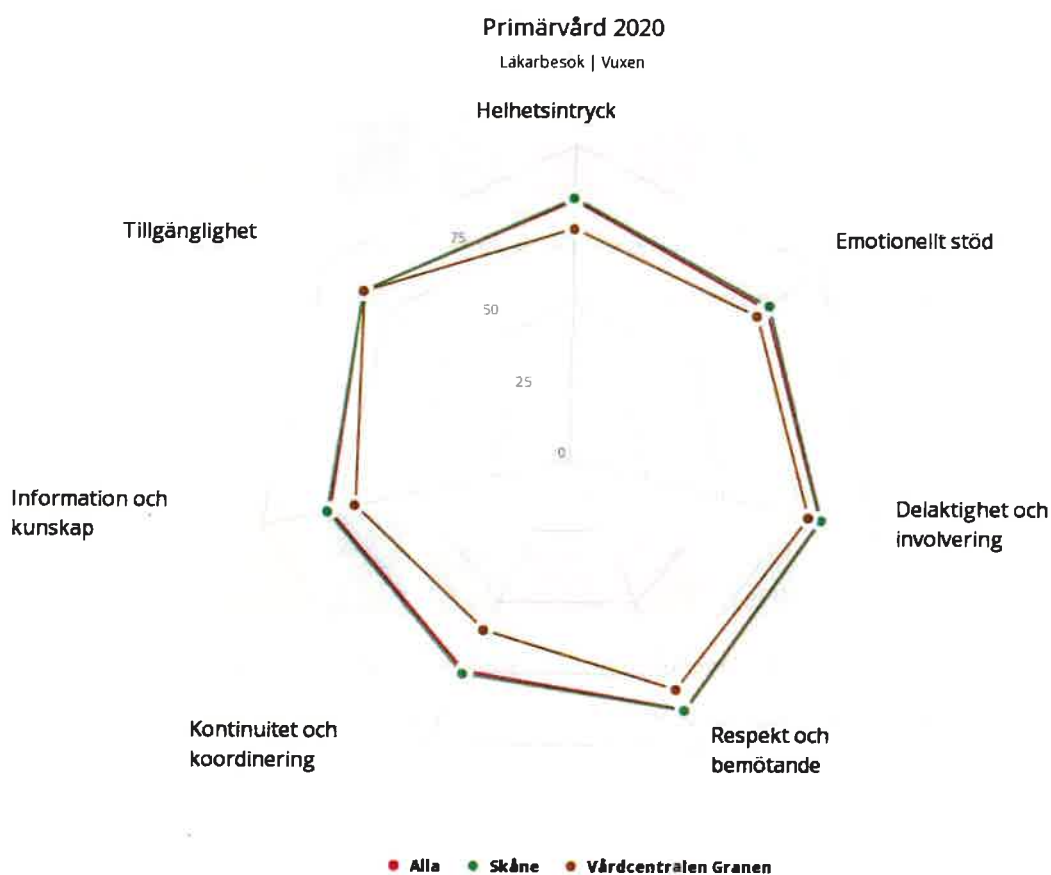 Primärvård 2020
Läkarbesök | Vuxen
Helhetsintryck
Tillgänglighet
75
Emotionellt stöd
50
25
0
Information och
kunskap
Delaktighet och
involvering
Kontinuitet och
koordinering
Respekt och
bemötande
Alla Skåne Vårdcentralen Granen